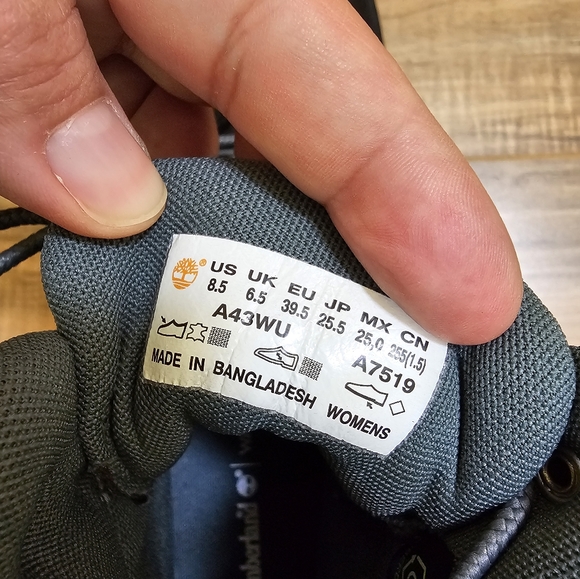 ®
US UK EU JP MX CN
8.5 6.5 39.5 25.5 25,0 255(1.5)
A43WU A7519
MADE IN BANGLADESH WOMENS